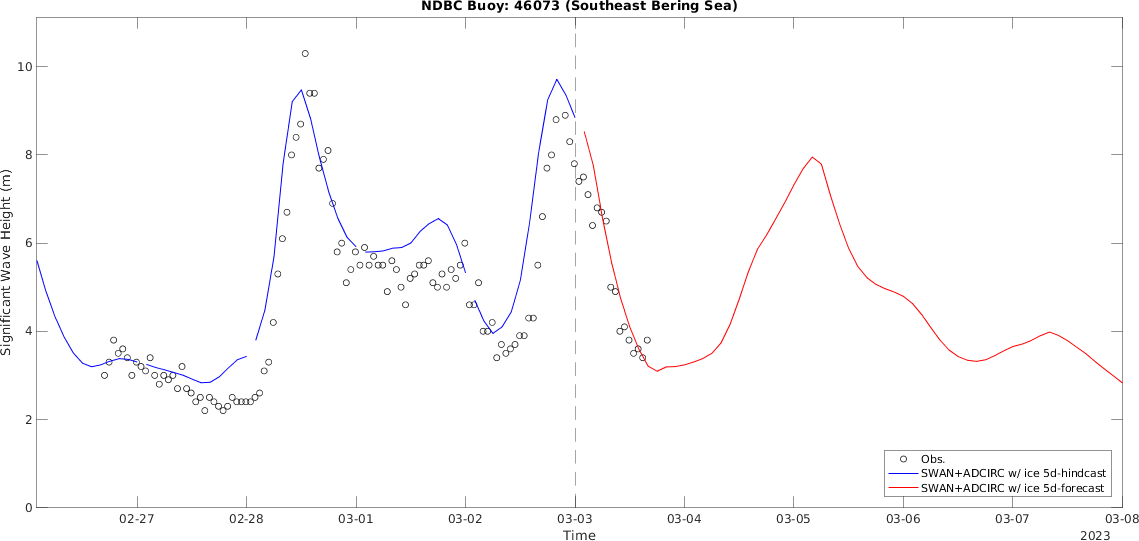 NDBC Buoy: 46073 (Southeast Bering Sea)
Significant Wave Height (m)
10
8
6
4
2
0
Obs.
SWAN+ADCIRC w/ ice 5d-hindcast
SWAN+ADCIRC w/ ice 5d-forecast
02-27 02-28 03-01 03-02 03-03 03-04 03-05 03-06 03-07 03-08
Time
2023